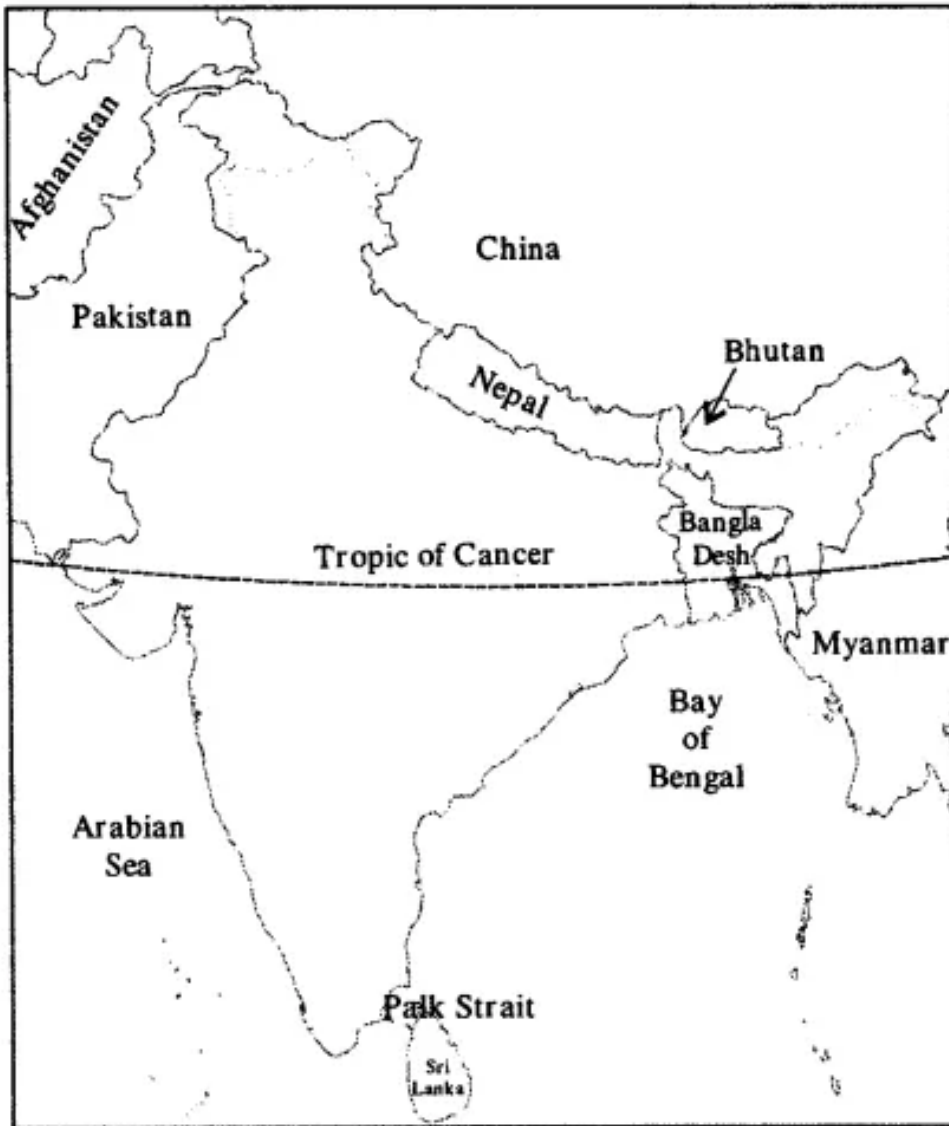 Afghanistan
China
Pakistan
Bhutan
Nepal
Bangla
Desh
Tropic of Cancer
Myanmar
Bay
of
Bengal
Arabian
Sea
Palk Strait
Sri
Lanka